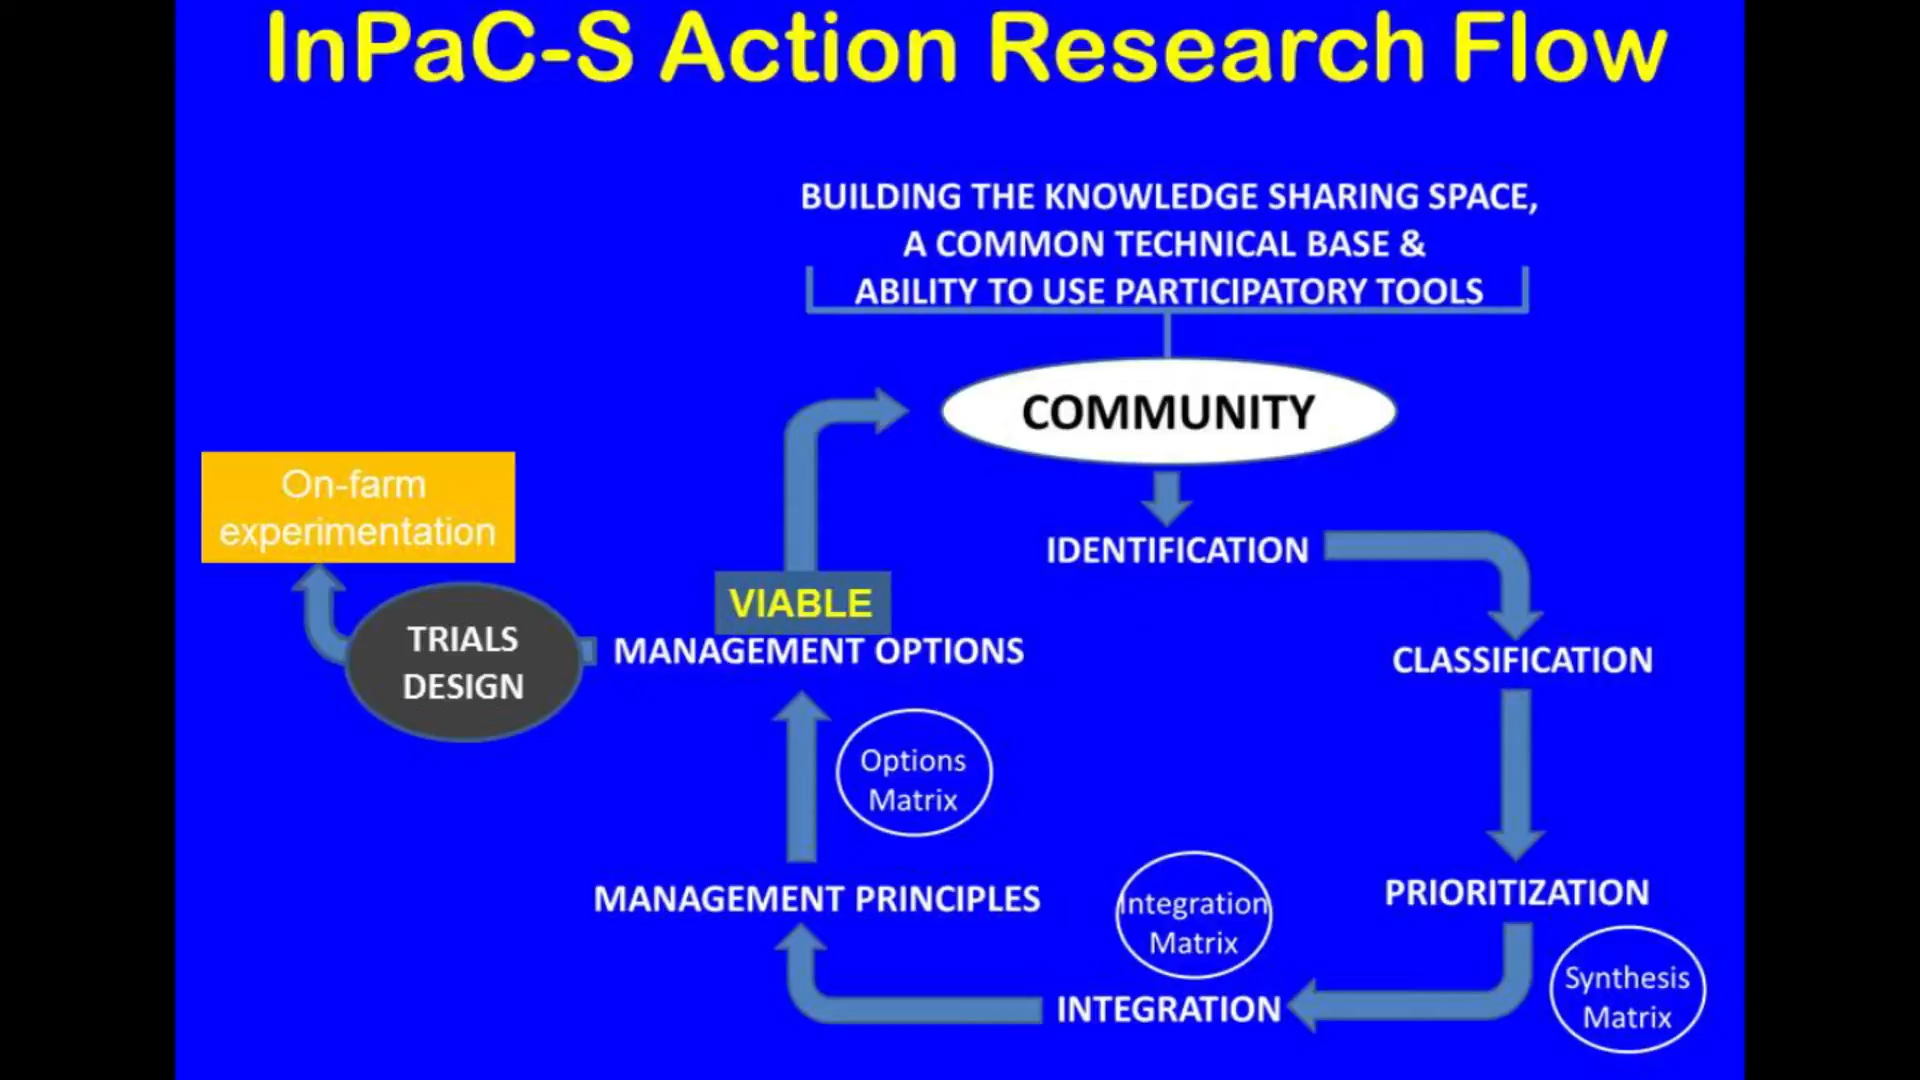 InPaC-S Action Research Flow
BUILDING THE KNOWLEDGE SHARING SPACE,
A COMMON TECHNICAL BASE &
ABILITY TO USE PARTICIPATORY TOOLS
COMMUNITY
IDENTIFICATION
CLASSIFICATION
PRIORITIZATION
Synthesis
Matrix
INTEGRATION
Integration
Matrix
MANAGEMENT PRINCIPLES
Options
Matrix
VIABLE
MANAGEMENT OPTIONS
TRIALS
DESIGN
On-farm
experimentation